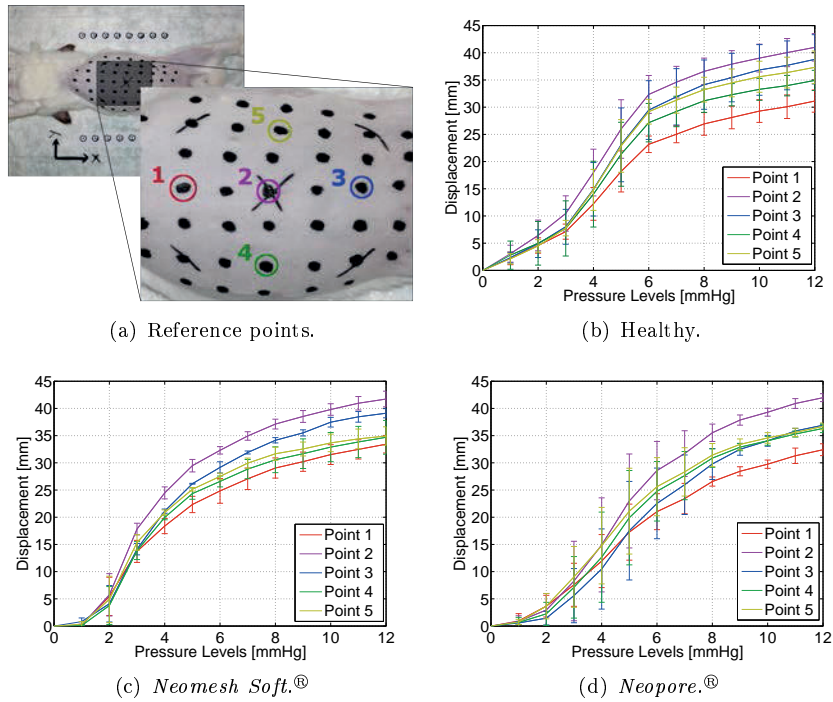 Y
X
1
2
3
4
5
(a) Reference points.
45
40
35
30
25
20
15
10
5
0
Displacement [mm]
0 2 4 6 8 10 12
Pressure Levels [mmHg]
Point 1
Point 2
Point 3
Point 4
Point 5
(b) Healthy.
45
40
35
30
25
20
15
10
5
0
Displacement [mm]
0 2 4 6 8 10 12
Pressure Levels [mmHg]
Point 1
Point 2
Point 3
Point 4
Point 5
(c) Neomesh Soft.®
45
40
35
30
25
20
15
10
5
0
Displacement [mm]
0 2 4 6 8 10 12
Pressure Levels [mmHg]
Point 1
Point 2
Point 3
Point 4
Point 5
(d) Neopore.®